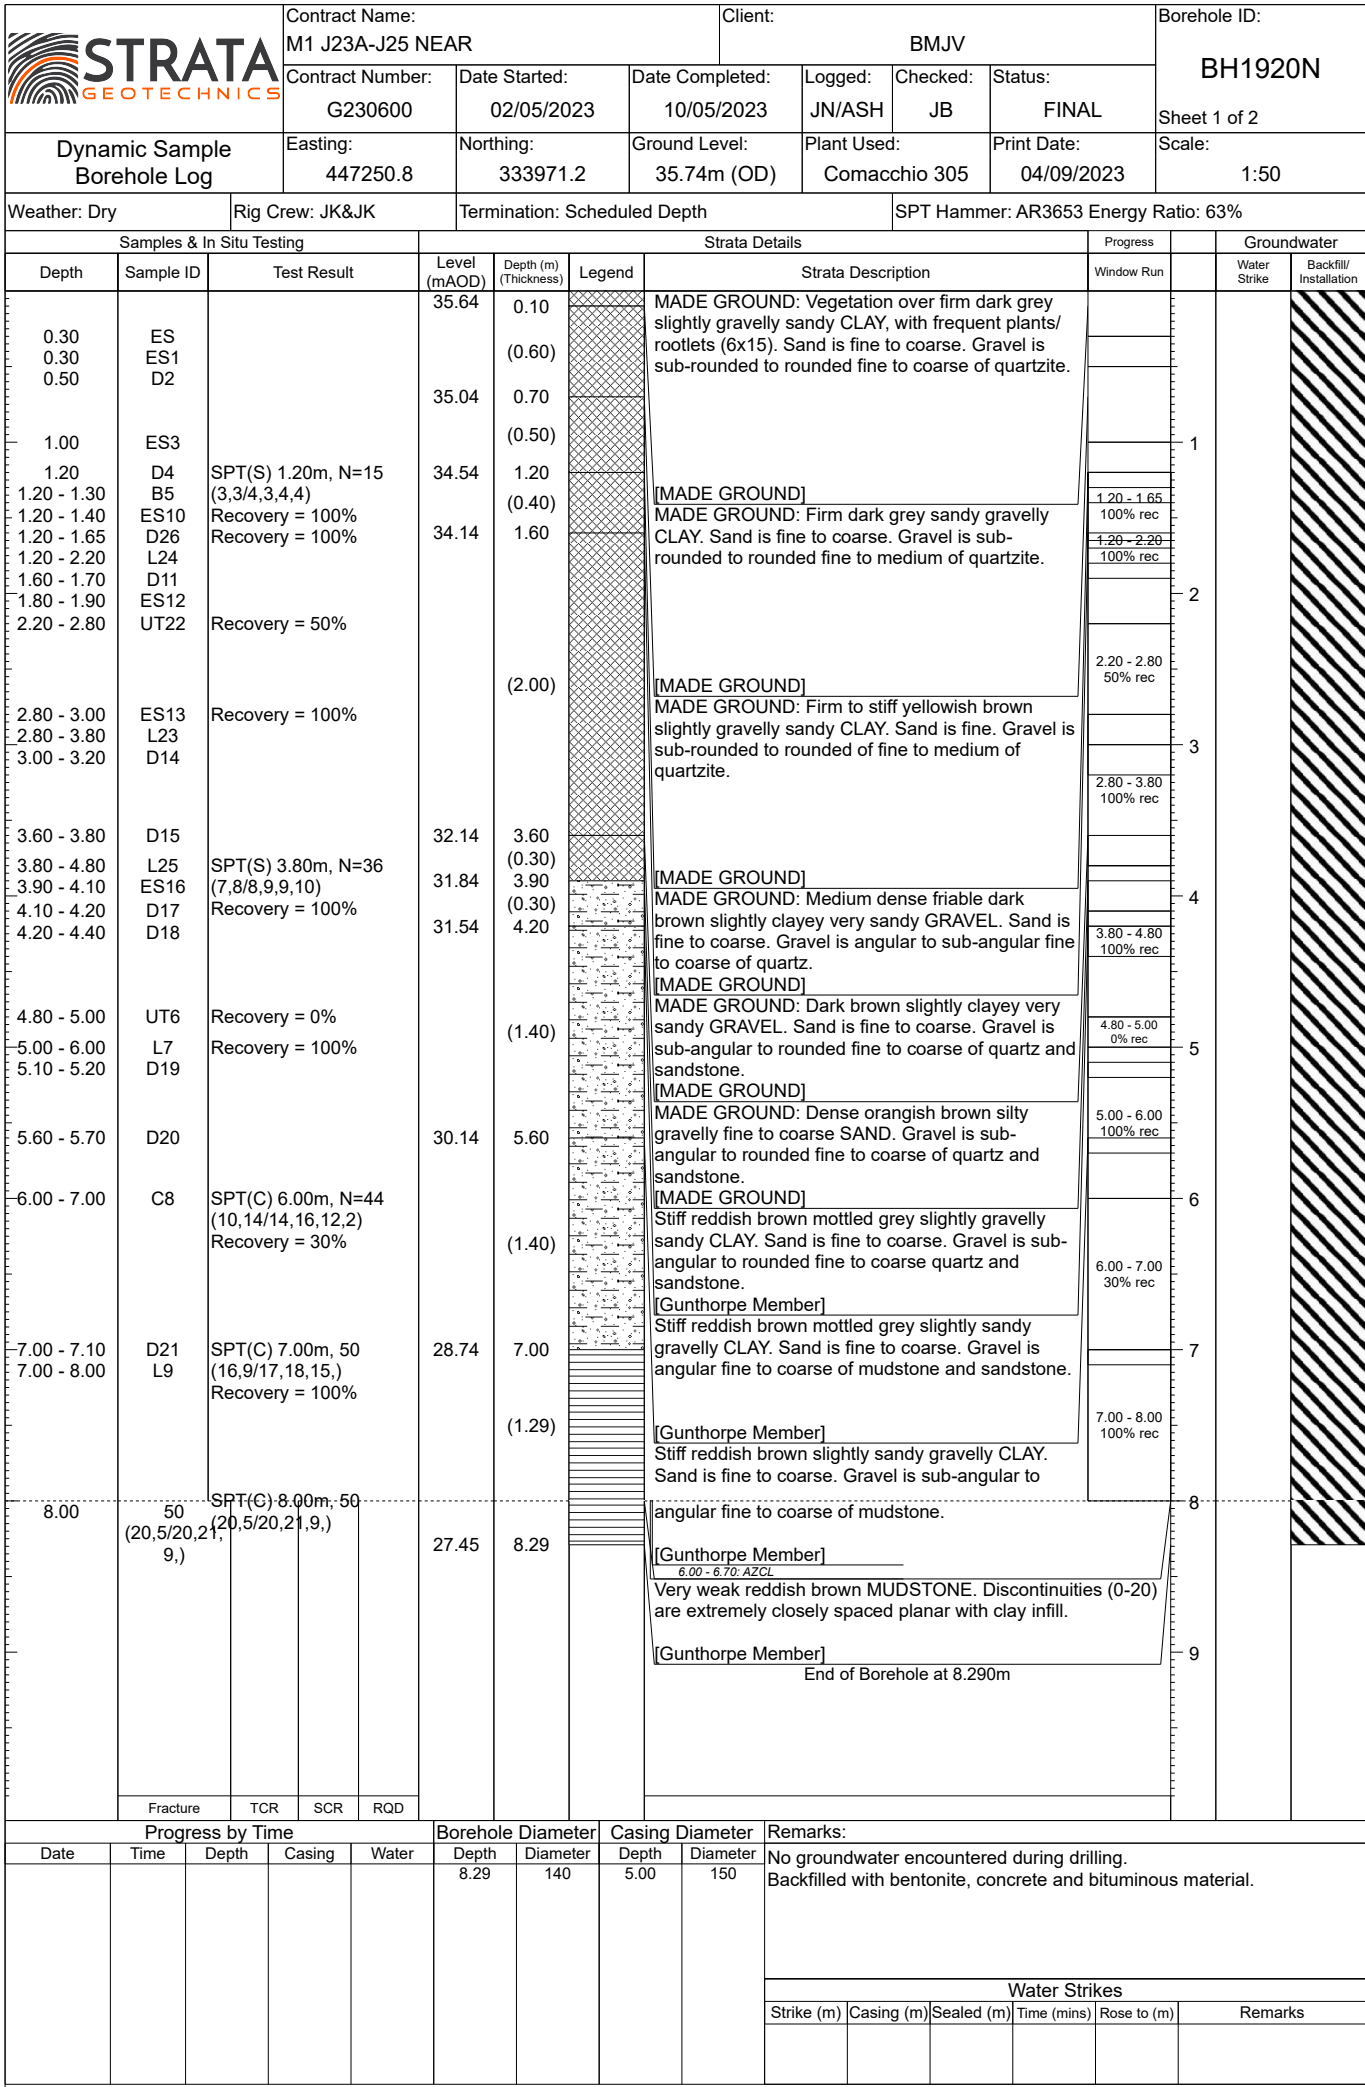 STRATA
GEOTECHNICS
Contract Name:
M1 J23A-J25 NEAR
Client:
BMJV
Borehole ID:
BH1920N
Sheet 1 of 2
Contract Number:
G230600
Date Started:
02/05/2023
Date Completed:
10/05/2023
Logged:
JN/ASH
Checked:
JB
Status:
FINAL
Dynamic Sample
Borehole Log
Easting:
447250.8
Northing:
333971.2
Ground Level:
35.74m (OD)
Plant Used:
Comacchio 305
Print Date:
04/09/2023
Scale:
1:50
Weather: Dry
Rig Crew: JK&JK
Termination: Scheduled Depth
SPT Hammer: AR3653 Energy Ratio: 63%
Samples & In Situ Testing
Strata Details
Progress
Groundwater
Depth
Sample ID
Test Result
Level
(mAOD)
Depth (m)
(Thickness)
Legend
Strata Description
Window Run
Water
Strike
Backfill/
Installation
0.30 ES
0.30 ES1
0.50 D2
1.00 ES3
1.20 D4 SPT(S) 1.20m, N=15
1.20 - 1.30 B5 (3,3/4,3,4,4)
1.20 - 1.40 ES10 Recovery = 100%
1.20 - 1.65 D26 Recovery = 100%
1.20 - 2.20 L24
1.60 - 1.70 D11
1.80 - 1.90 ES12
2.20 - 2.80 UT22 Recovery = 50%
2.80 - 3.00 ES13 Recovery = 100%
2.80 - 3.80 L23
3.00 - 3.20 D14
3.60 - 3.80 D15
3.80 - 4.80 L25 SPT(S) 3.80m, N=36
3.90 - 4.10 ES16 (7,8/8,9,9,10)
4.10 - 4.20 D17 Recovery = 100%
4.20 - 4.40 D18
4.80 - 5.00 UT6 Recovery = 0%
5.00 - 6.00 L7 Recovery = 100%
5.10 - 5.20 D19
5.60 - 5.70 D20
6.00 - 7.00 C8 SPT(C) 6.00m, N=44
(10,14/14,16,12,2)
Recovery = 30%
7.00 - 7.10 D21 SPT(C) 7.00m, 50
7.00 - 8.00 L9 (16,9/17,18,15,)
Recovery = 100%
SPT(C) 8.00m, 50
(20,5/20,21,9,)
8.00 50
(20,5/20,21,
9,)
35.64 0.10
(0.60)
35.04 0.70
(0.50)
34.54 1.20
(0.40)
34.14 1.60
(2.00)
32.14 3.60
(0.30)
31.84 3.90
(0.30)
31.54 4.20
(1.40)
30.14 5.60
(1.40)
28.74 7.00
(1.29)
27.45 8.29
MADE GROUND: Vegetation over firm dark grey
slightly gravelly sandy CLAY, with frequent plants/
rootlets (6x15). Sand is fine to coarse. Gravel is
sub-rounded to rounded fine to coarse of quartzite.
[MADE GROUND]
MADE GROUND: Firm dark grey sandy gravelly
CLAY. Sand is fine to coarse. Gravel is sub-
rounded to rounded fine to medium of quartzite.
[MADE GROUND]
MADE GROUND: Firm to stiff yellowish brown
slightly gravelly sandy CLAY. Sand is fine. Gravel is
sub-rounded to rounded of fine to medium of
quartzite.
[MADE GROUND]
MADE GROUND: Medium dense friable dark
brown slightly clayey very sandy GRAVEL. Sand is
fine to coarse. Gravel is angular to sub-angular fine
to coarse of quartz.
[MADE GROUND]
MADE GROUND: Dark brown slightly clayey very
sandy GRAVEL. Sand is fine to coarse. Gravel is
sub-angular to rounded fine to coarse of quartz and
sandstone.
[MADE GROUND]
MADE GROUND: Dense orangish brown silty
gravelly fine to coarse SAND. Gravel is sub-
angular to rounded fine to coarse of quartz and
sandstone.
[MADE GROUND]
Stiff reddish brown mottled grey slightly gravelly
sandy CLAY. Sand is fine to coarse. Gravel is sub-
angular to rounded fine to coarse quartz and
sandstone.
[Gunthorpe Member]
Stiff reddish brown mottled grey slightly sandy
gravelly CLAY. Sand is fine to coarse. Gravel is
angular fine to coarse of mudstone and sandstone.
[Gunthorpe Member]
Stiff reddish brown slightly sandy gravelly CLAY.
Sand is fine to coarse. Gravel is sub-angular to
angular fine to coarse of mudstone.
[Gunthorpe Member]
6.00 - 6.70: AZCL
Very weak reddish brown MUDSTONE. Discontinuities (0-20)
are extremely closely spaced planar with clay infill.
[Gunthorpe Member]
End of Borehole at 8.290m
1.20 - 1.65
100% rec
1.20 - 2.20
100% rec
2.20 - 2.80
50% rec
2.80 - 3.80
100% rec
3.80 - 4.80
100% rec
4.80 - 5.00
0% rec
5.00 - 6.00
100% rec
6.00 - 7.00
30% rec
7.00 - 8.00
100% rec
1
2
3
4
5
6
7
8
9
Fracture TCR SCR RQD
Progress by Time
Date Time Depth Casing Water
Borehole Diameter
Depth Diameter
8.29 140
Casing Diameter
Depth Diameter
5.00 150
Remarks:
No groundwater encountered during drilling.
Backfilled with bentonite, concrete and bituminous material.
Water Strikes
Strike (m) Casing (m) Sealed (m) Time (mins) Rose to (m) Remarks